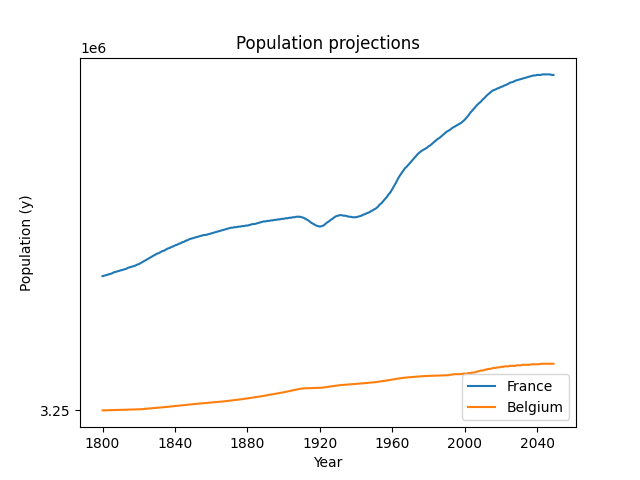 Population projections
1e6
Population (y)
3.25
1800 1840 1880 1920 1960 2000 2040
Year
France
Belgium